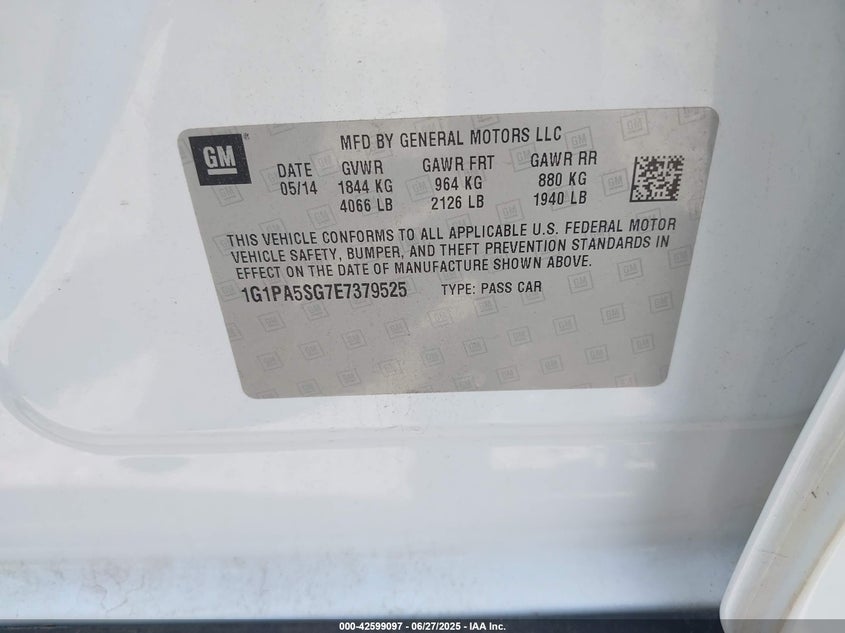 GM
MFD BY GENERAL MOTORS LLC
DATE GVWR GAWR FRT GAWR RR
05/14 1844 KG 964 KG 880 KG
4066 LB 2126 LB 1940 LB
THIS VEHICLE CONFORMS TO ALL APPLICABLE U.S. FEDERAL MOTOR
VEHICLE SAFETY, BUMPER, AND THEFT PREVENTION STANDARDS IN
EFFECT ON THE DATE OF MANUFACTURE SHOWN ABOVE.
1G1PA5SG7E7379525 TYPE: PASS CAR
000-42599097 - 06/27/2025 - IAA Inc.